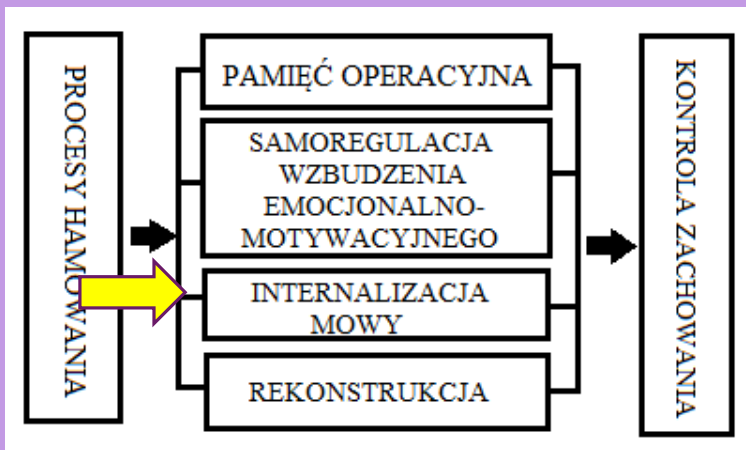 PROCESY HAMOWANIA
PAMIĘĆ OPERACYJNA
SAMOREGULACJA
WZBUDZENIA
EMOCJONALNO-
MOTYWACYJNEGO
INTERNALIZACJA
MOWY
REKONSTRUKCJA
KONTROLA ZACHOWANIA